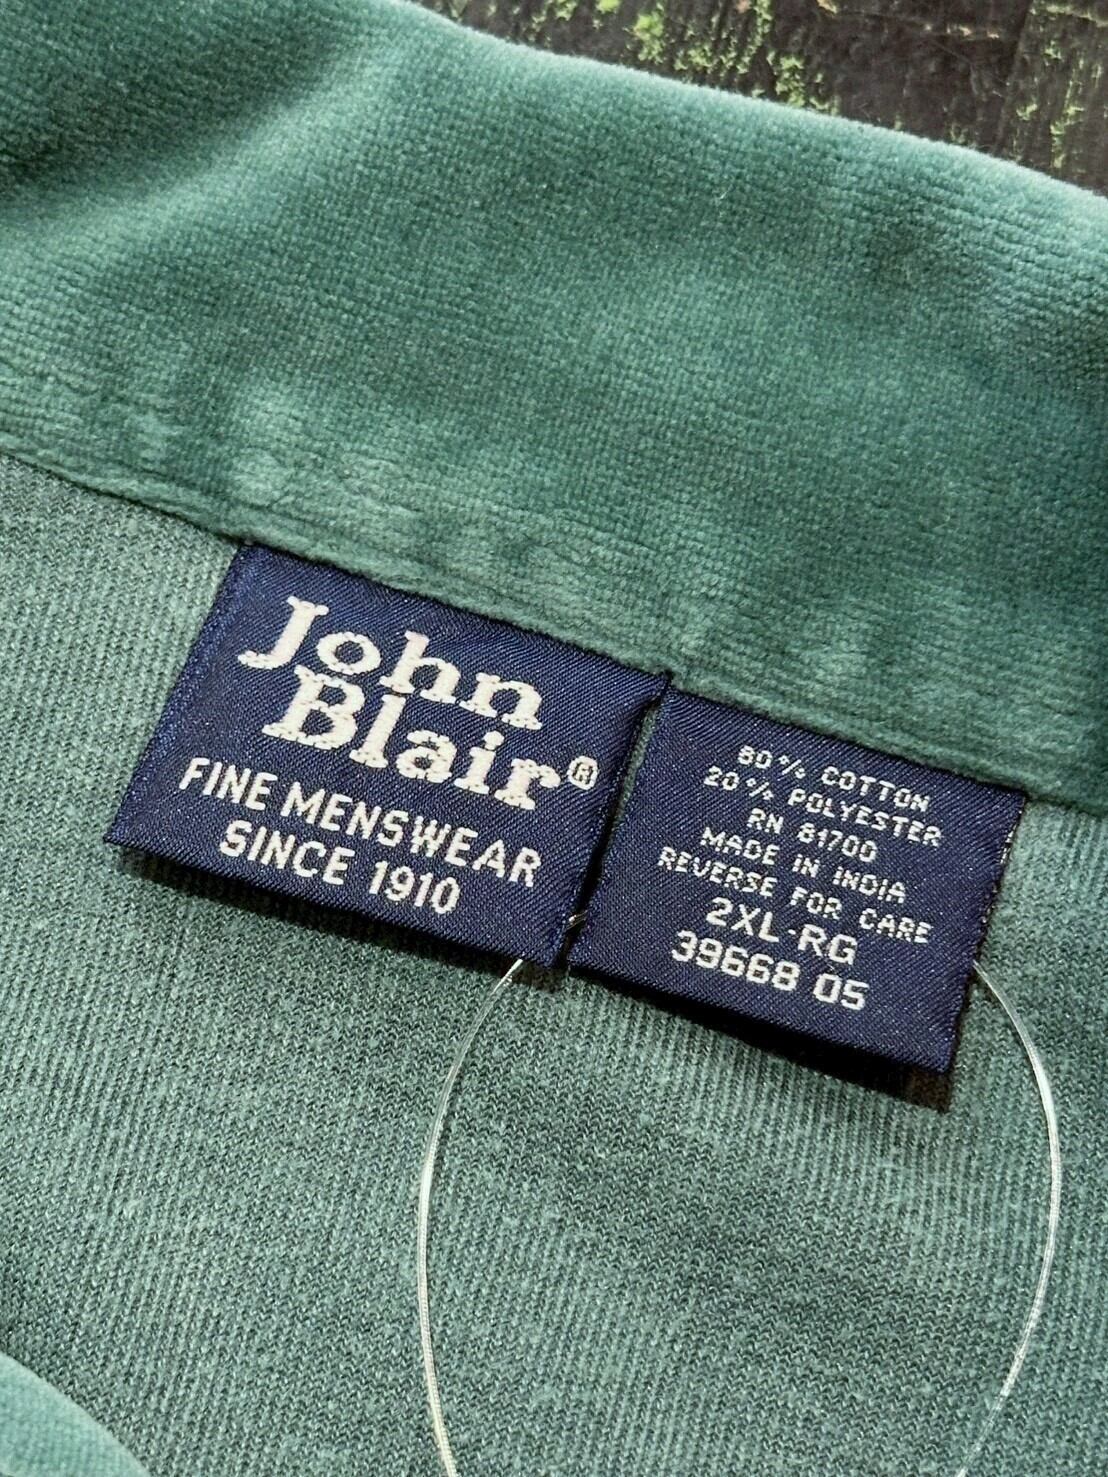 John
Blair®
FINE MENSWEAR
SINCE 1910
80% COTTON
20% POLYESTER
RN 81700
MADE IN INDIA
REVERSE FOR CARE
2XL-RG
39668 05